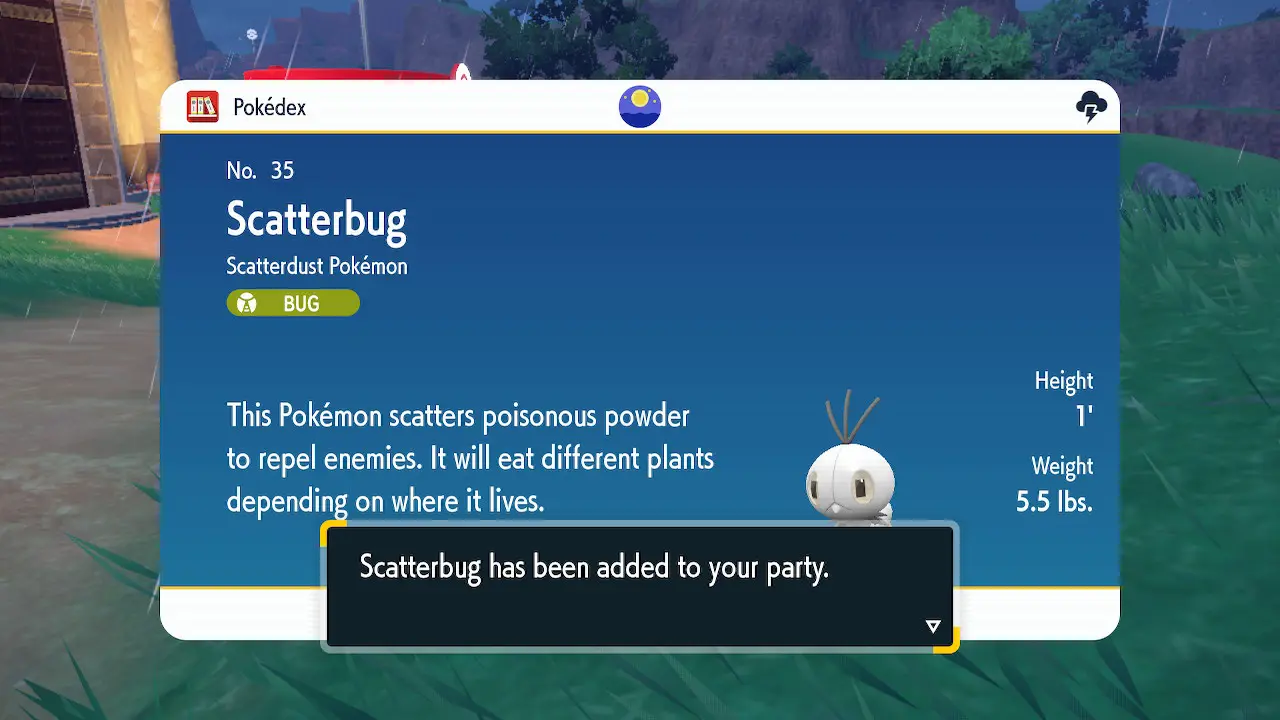 Pokédex
No. 35
Scatterbug
Scatterdust Pokémon
BUG
Height
1'
Weight
5.5 lbs.
This Pokémon scatters poisonous powder
to repel enemies. It will eat different plants
depending on where it lives.
Scatterbug has been added to your party.